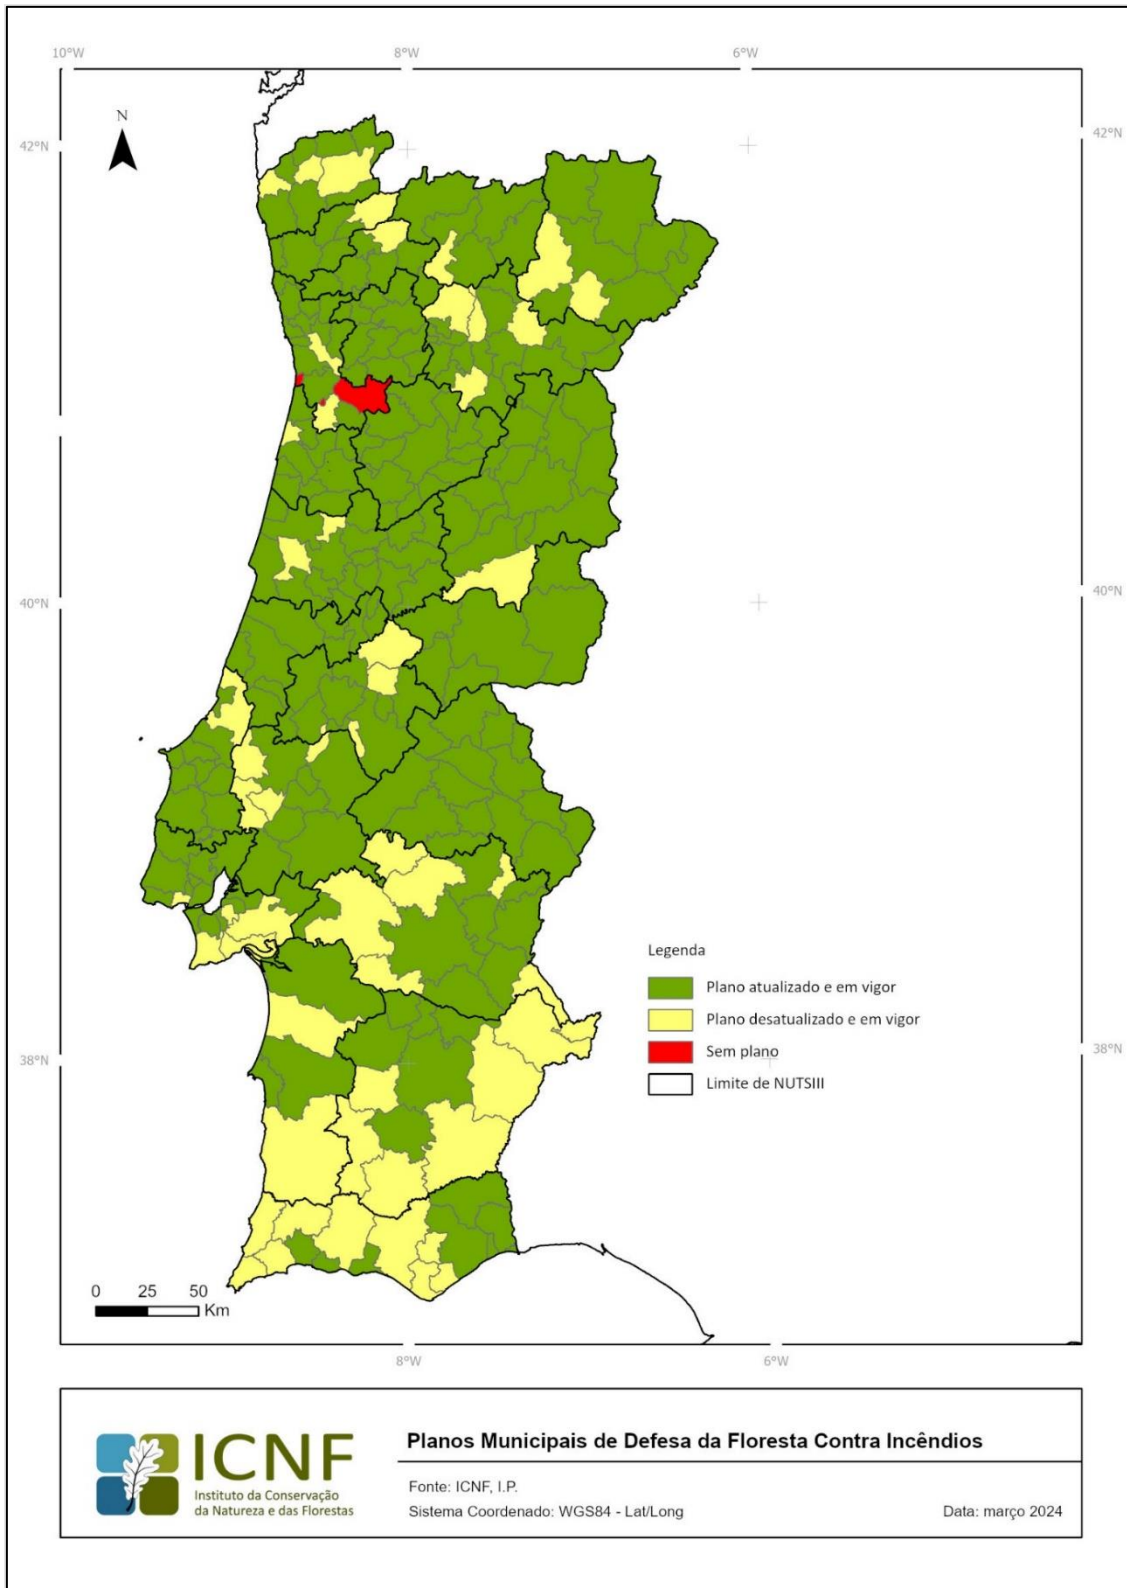 10°W 8°W 6°W
N
42°N 42°N
40°N 40°N
Legenda
Plano atualizado e em vigor
Plano desatualizado e em vigor
Sem plano
Limite de NUTSIII
38°N 38°N
0 25 50
Km
8°W 6°W
ICNF
Instituto da Conservação
da Natureza e das Florestas
Planos Municipais de Defesa da Floresta Contra Incêndios
Fonte: ICNF, I.P.
Sistema Coordenado: WGS84 - Lat/Long Data: março 2024